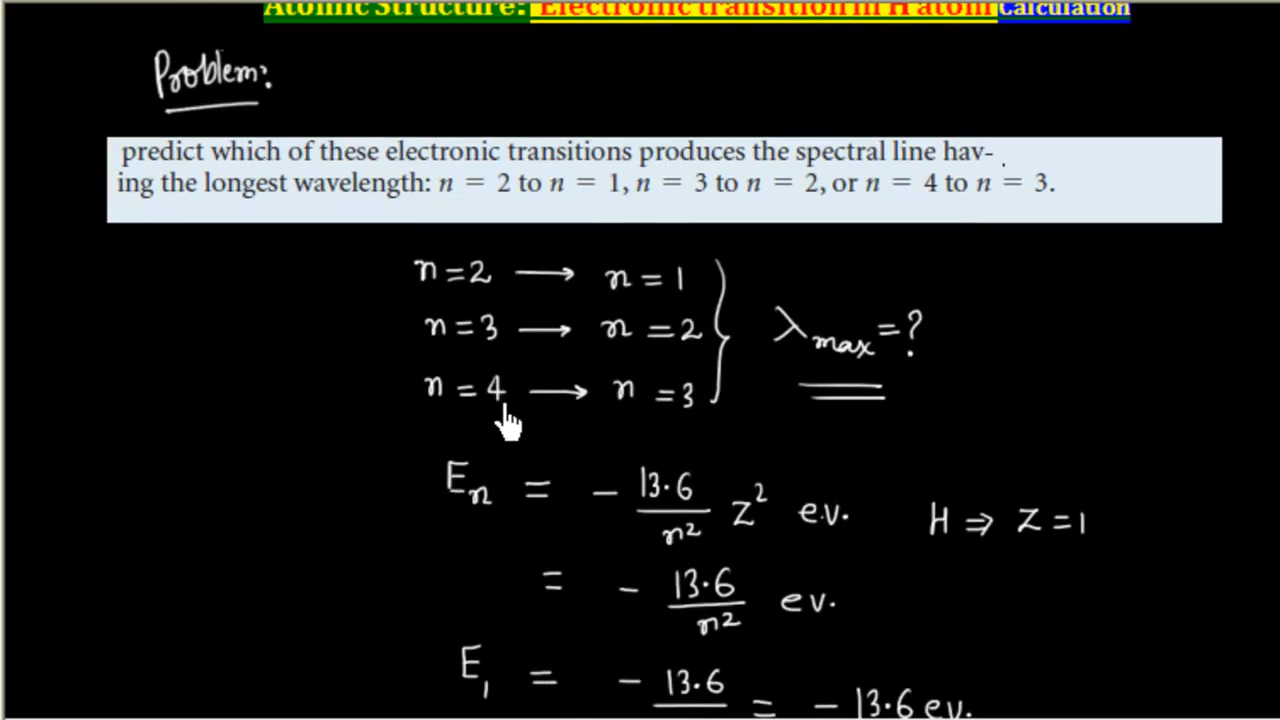 Atomic Structure: Electronic transition in H atom Calculation
Problem:
predict which of these electronic transitions produces the spectral line hav-
ing the longest wavelength: n = 2 to n = 1, n = 3 to n = 2, or n = 4 to n = 3.
n = 2 ⟶ n = 1
n = 3 ⟶ n = 2 } λmax = ?
n = 4 ⟶ n = 3
En = - 13.6/n² Z² e.v. H ⇒ Z = 1
= - 13.6/n² ev.
E1 = - 13.6 = - 13.6 ev.